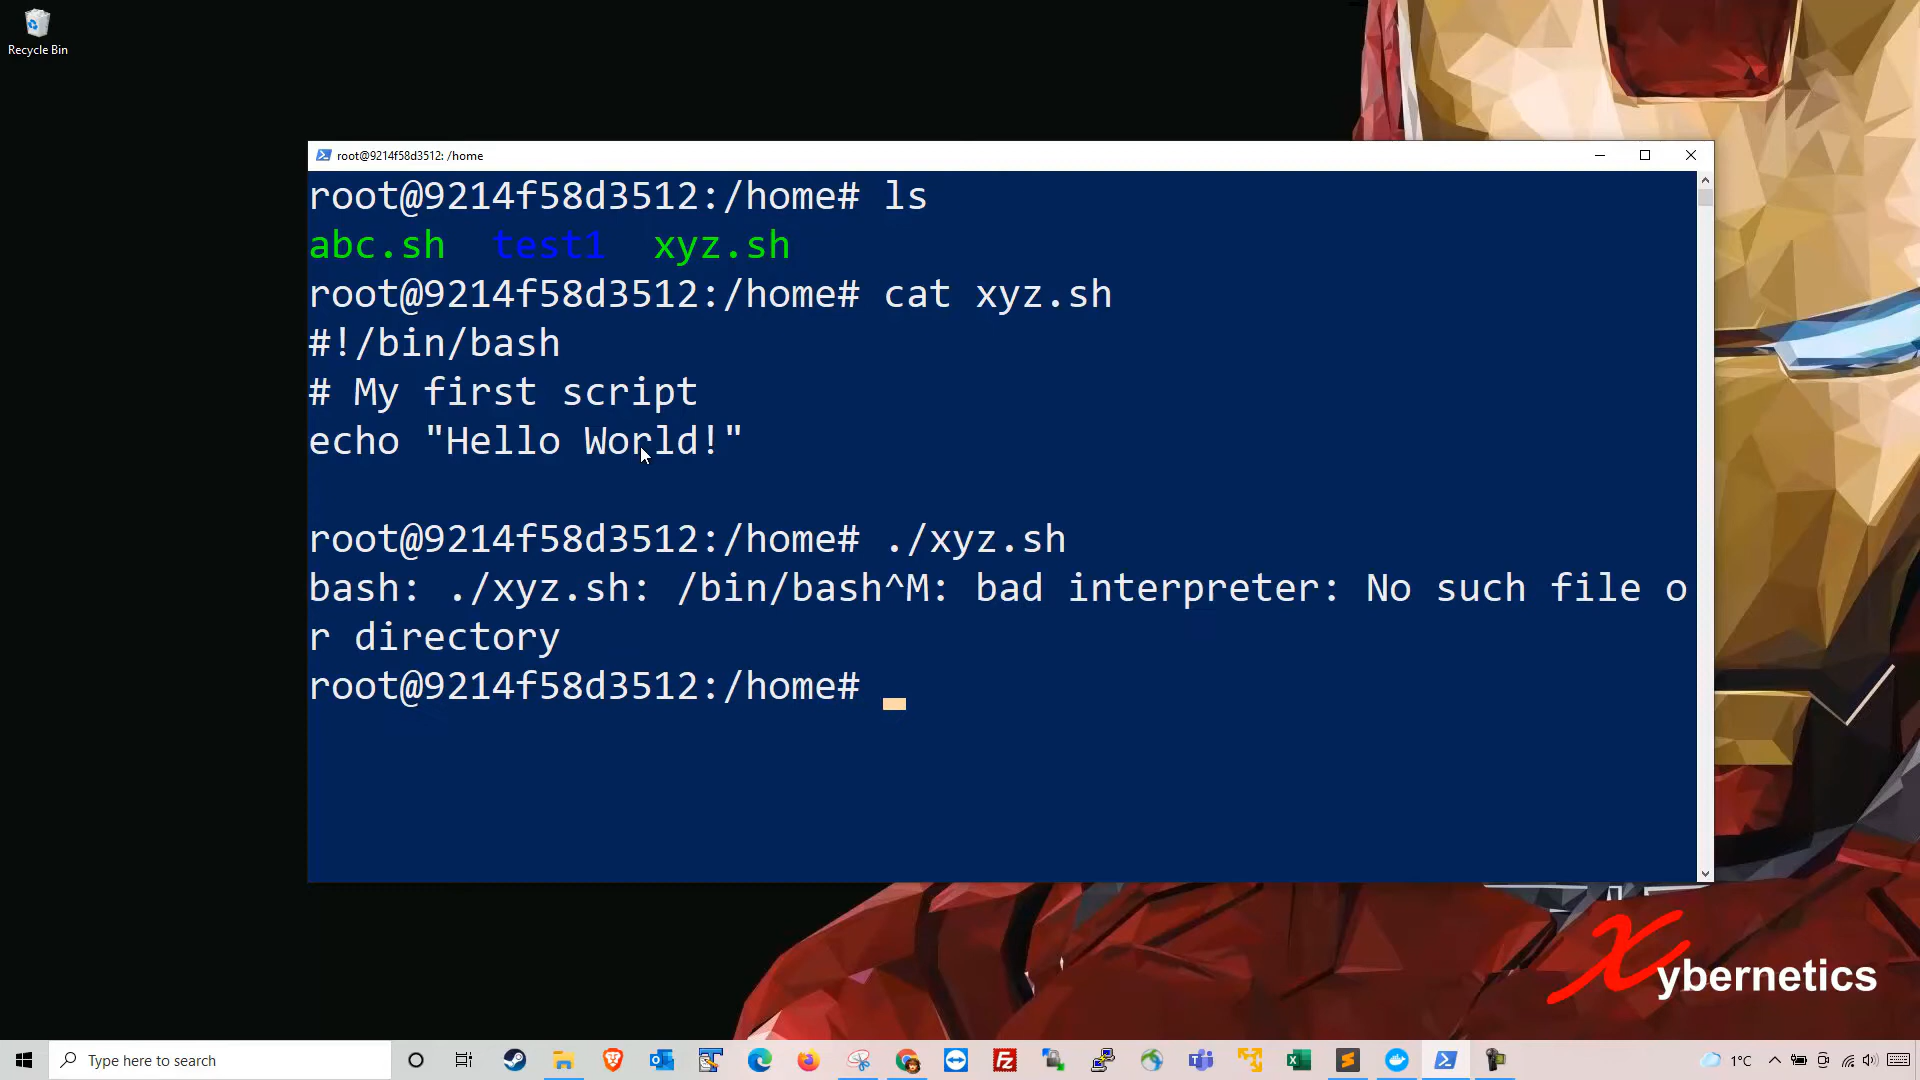 Recycle Bin
root@9214f58d3512: /home
root@9214f58d3512:/home# ls
abc.sh  test1  xyz.sh
root@9214f58d3512:/home# cat xyz.sh
#!/bin/bash
# My first script
echo "Hello World!"
root@9214f58d3512:/home# ./xyz.sh
bash: ./xyz.sh: /bin/bash^M: bad interpreter: No such file o
r directory
root@9214f58d3512:/home#
Xybernetics
Type here to search
1°C